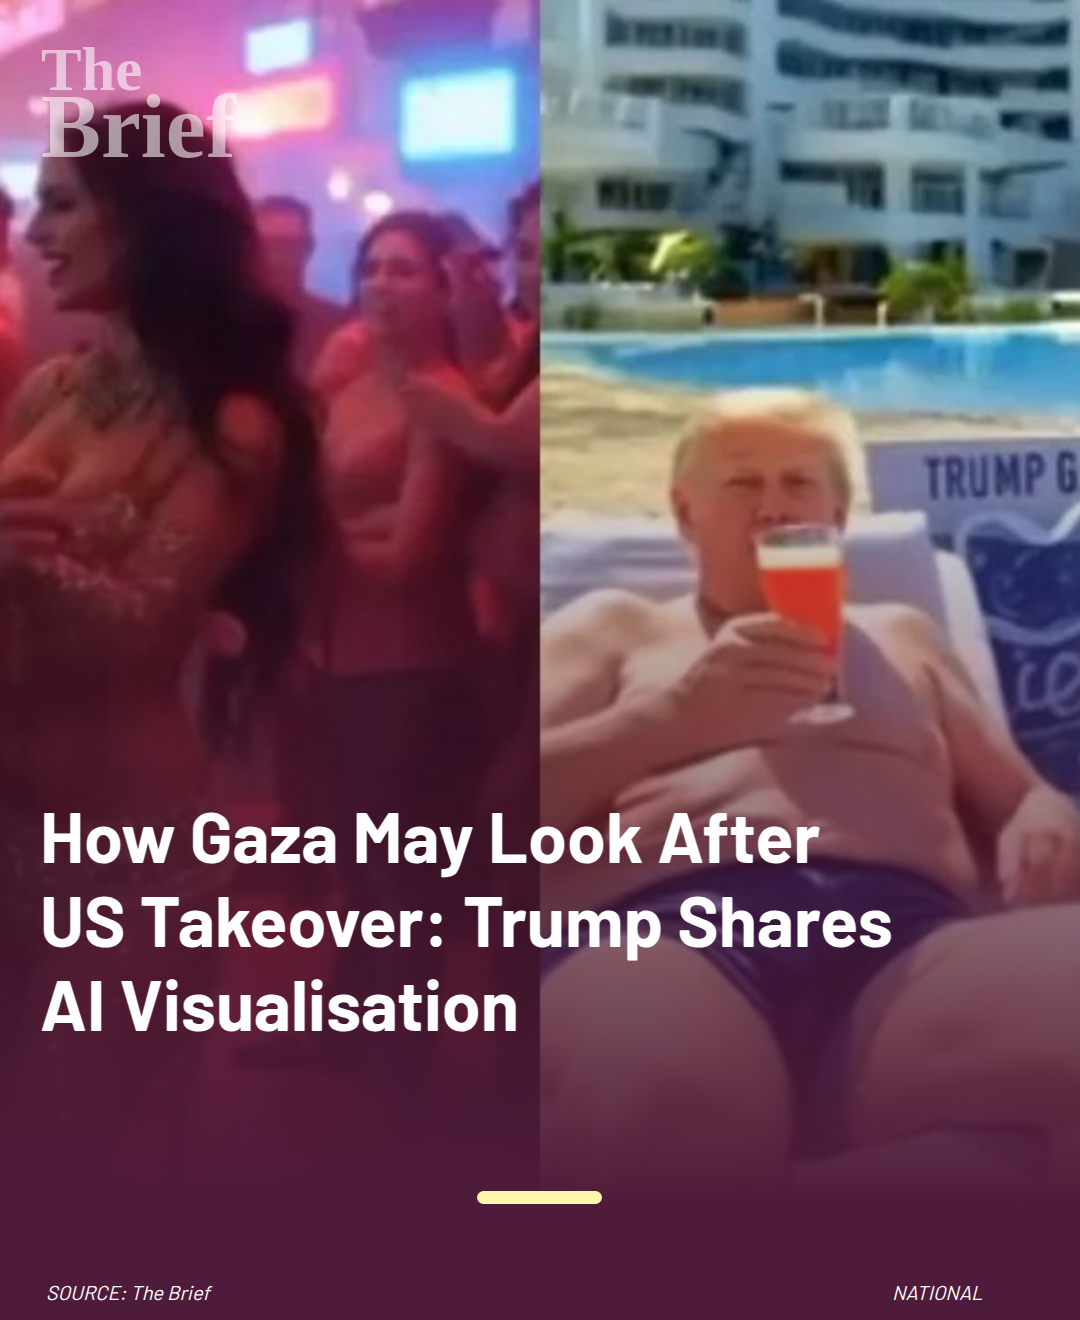 The
Brief
TRUMP G
How Gaza May Look After
US Takeover: Trump Shares
AI Visualisation
SOURCE: The Brief
NATIONAL